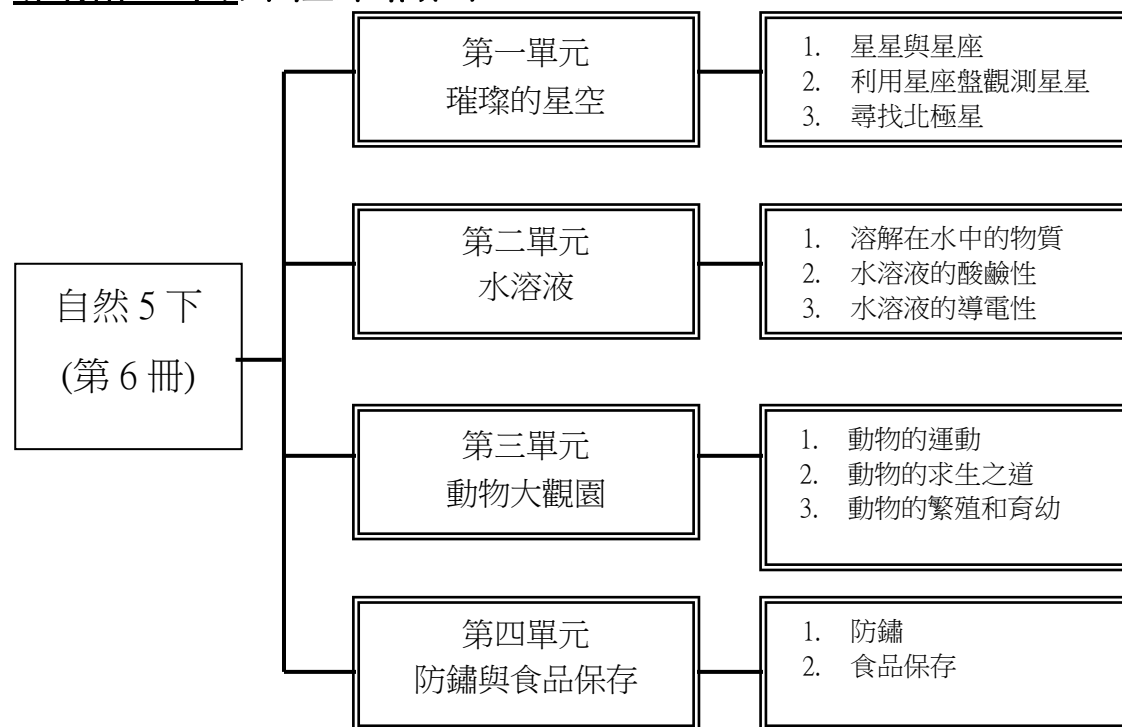 第一單元
璀璨的星空
1. 星星與星座
2. 利用星座盤觀測星星
3. 尋找北極星
第二單元
水溶液
1. 溶解在水中的物質
2. 水溶液的酸鹼性
3. 水溶液的導電性
自然 5 下
(第 6 冊)
第三單元
動物大觀園
1. 動物的運動
2. 動物的求生之道
3. 動物的繁殖和育幼
第四單元
防鏽與食品保存
1. 防鏽
2. 食品保存